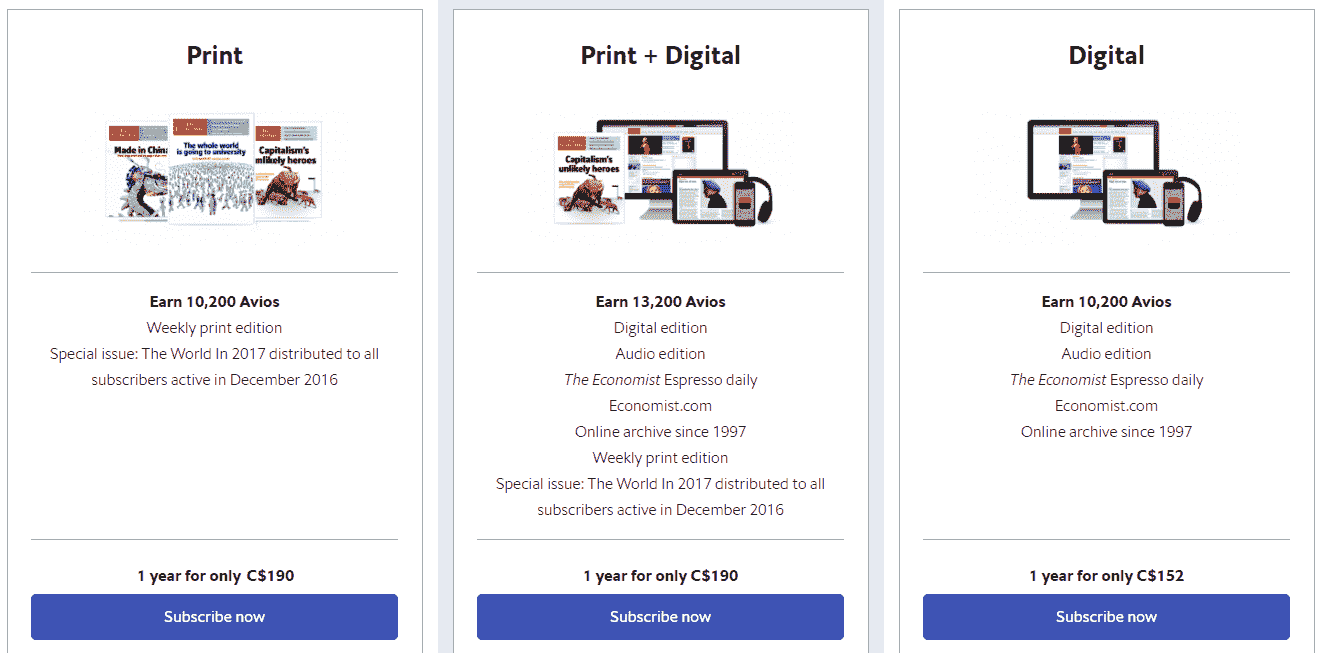 Print
Made in China
The whole world
is going to university
Capitalism's
unlikely heroes
Earn 10,200 Avios
Weekly print edition
Special issue: The World In 2017 distributed to all
subscribers active in December 2016
1 year for only C$190
Subscribe now
Print + Digital
Capitalism's
unlikely heroes
Earn 13,200 Avios
Digital edition
Audio edition
The Economist Espresso daily
Economist.com
Online archive since 1997
Weekly print edition
Special issue: The World In 2017 distributed to all
subscribers active in December 2016
1 year for only C$190
Subscribe now
Digital
Earn 10,200 Avios
Digital edition
Audio edition
The Economist Espresso daily
Economist.com
Online archive since 1997
1 year for only C$152
Subscribe now